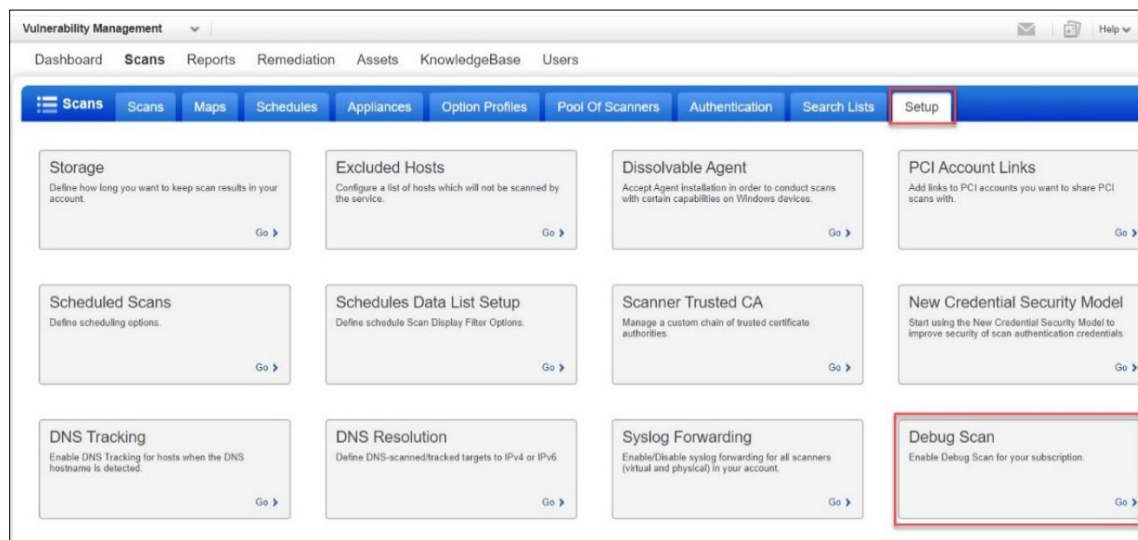 Vulnerability Management
Help
Dashboard Scans Reports Remediation Assets KnowledgeBase Users
Scans Scans Maps Schedules Appliances Option Profiles Pool Of Scanners Authentication Search Lists Setup
Storage
Define how long you want to keep scan results in your
account.
Go
Excluded Hosts
Configure a list of hosts which will not be scanned by
the service.
Go
Dissolvable Agent
Accept Agent installation in order to conduct scans
with certain capabilities on Windows devices.
Go
PCI Account Links
Add links to PCI accounts you want to share PCI
scans with.
Go
Scheduled Scans
Define scheduling options.
Go
Schedules Data List Setup
Define schedule Scan Display Filter Options.
Go
Scanner Trusted CA
Manage a custom chain of trusted certificate
authorities.
Go
New Credential Security Model
Start using the New Credential Security Model to
improve security of scan authentication credentials.
Go
DNS Tracking
Enable DNS Tracking for hosts when the DNS
hostname is detected.
Go
DNS Resolution
Define DNS-scanned/tracked targets to IPv4 or IPv6.
Go
Syslog Forwarding
Enable/Disable syslog forwarding for all scanners
(virtual and physical) in your account.
Go
Debug Scan
Enable Debug Scan for your subscription.
Go